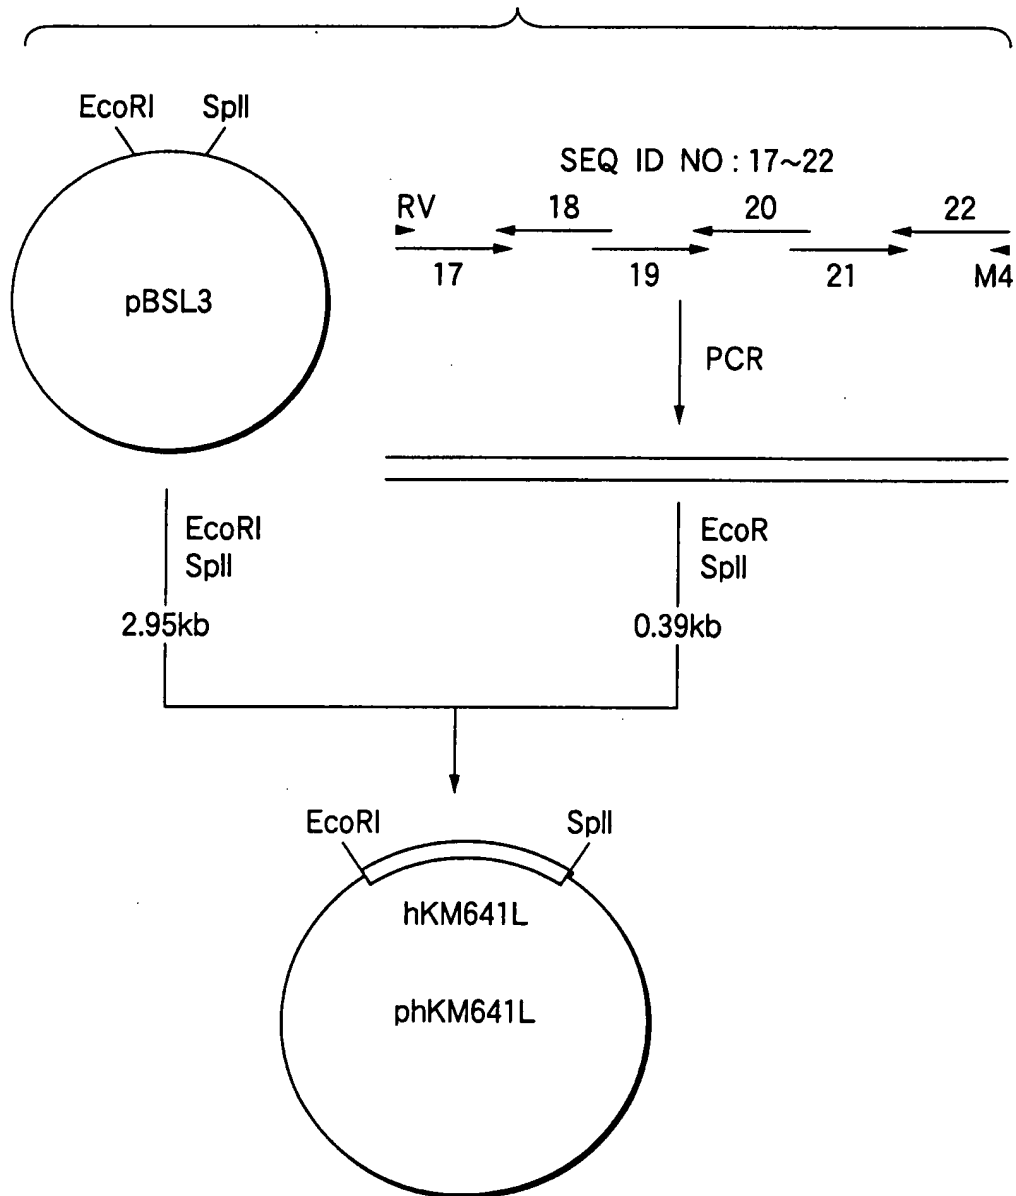 EcoRI SplI
pBSL3
SEQ ID NO : 17~22
RV 18 20 22
17 19 21 M4
PCR
EcoRI
SplI
2.95kb
EcoR
SplI
0.39kb
EcoRI SplI
hKM641L
phKM641L